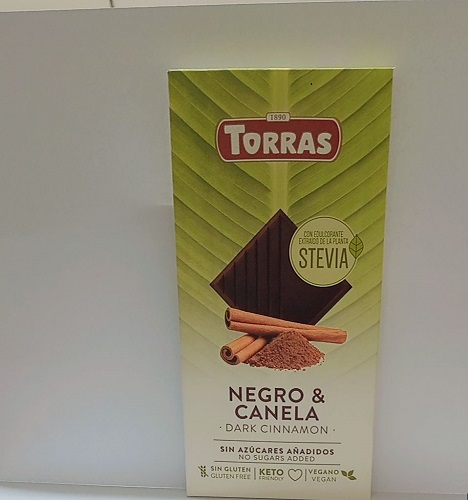 1890
TORRAS
CON EDULCORANTE
EXTRAÍDO DE LA PLANTA
STEVIA
NEGRO &
CANELA
· DARK CINNAMON ·
SIN AZÚCARES AÑADIDOS
NO SUGARS ADDED
SIN GLUTEN
GLUTEN FREE
KETO
FRIENDLY
VEGANO
VEGAN